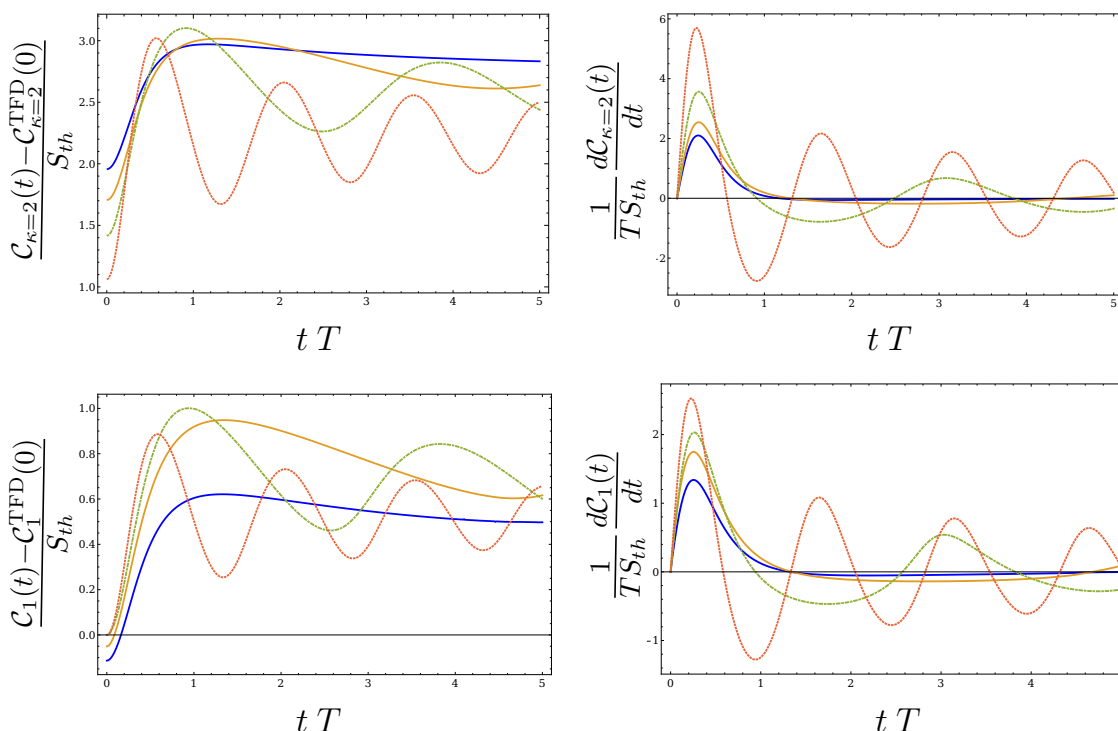 C_{κ=2}(t) − C^{TFD}_{κ=2}(0)
S_{th}
3.0
2.5
2.0
1.5
1.0
0 1 2 3 4 5
t T
1 dC_{κ=2}(t)
TS_{th} dt
6
4
2
0
-2
0 1 2 3 4 5
t T
C_1(t) − C^{TFD}_1(0)
S_{th}
1.0
0.8
0.6
0.4
0.2
0.0
0 1 2 3 4 5
t T
1 dC_1(t)
TS_{th} dt
2
1
0
-1
0 1 2 3 4 5
t T